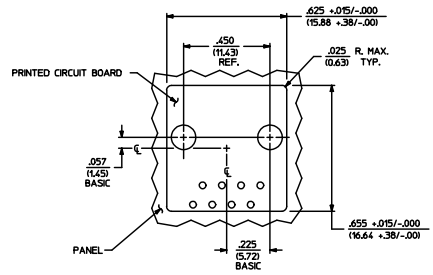 .625 +.015/-.000
(15.88 +.38/-.00)
.450
(11.43)
REF.
.025 R. MAX.
(0.63) TYP.
PRINTED CIRCUIT BOARD
.057
(1.45)
BASIC
℄
℄
PANEL
.225
(5.72)
BASIC
.655 +.015/-.000
(16.64 +.38/-.00)